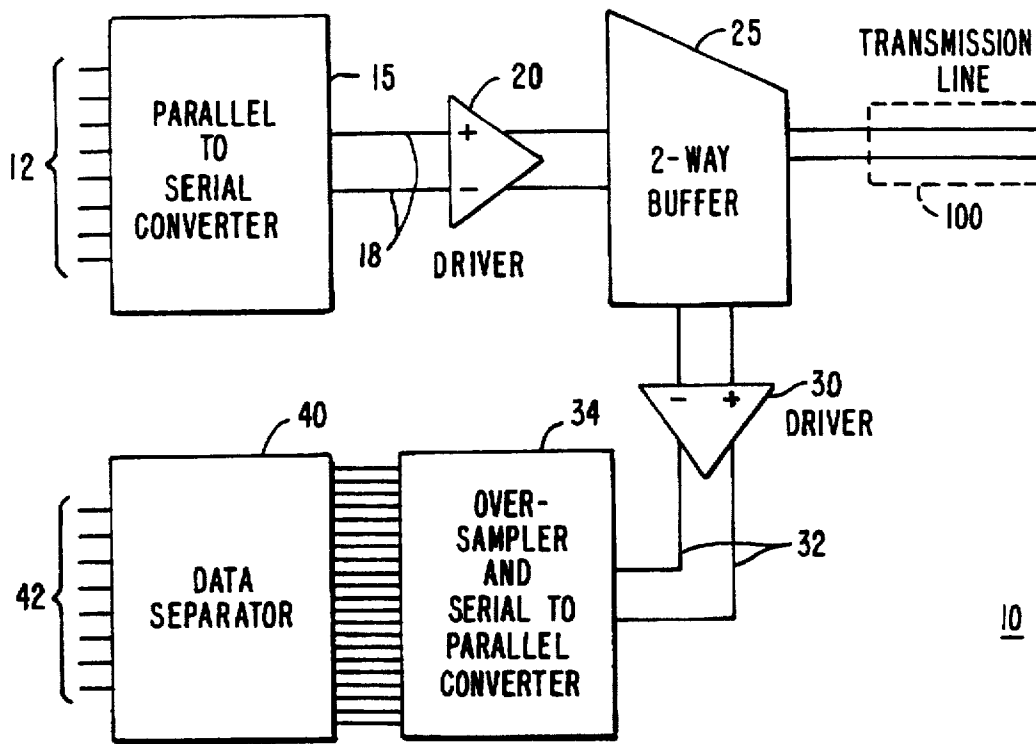 25
TRANSMISSION
LINE
15
20
12
PARALLEL
TO
SERIAL
CONVERTER
+
−
2-WAY
BUFFER
18
DRIVER
100
− +
30
DRIVER
40
34
42
DATA
SEPARATOR
OVER-
SAMPLER
AND
SERIAL TO
PARALLEL
CONVERTER
32
10